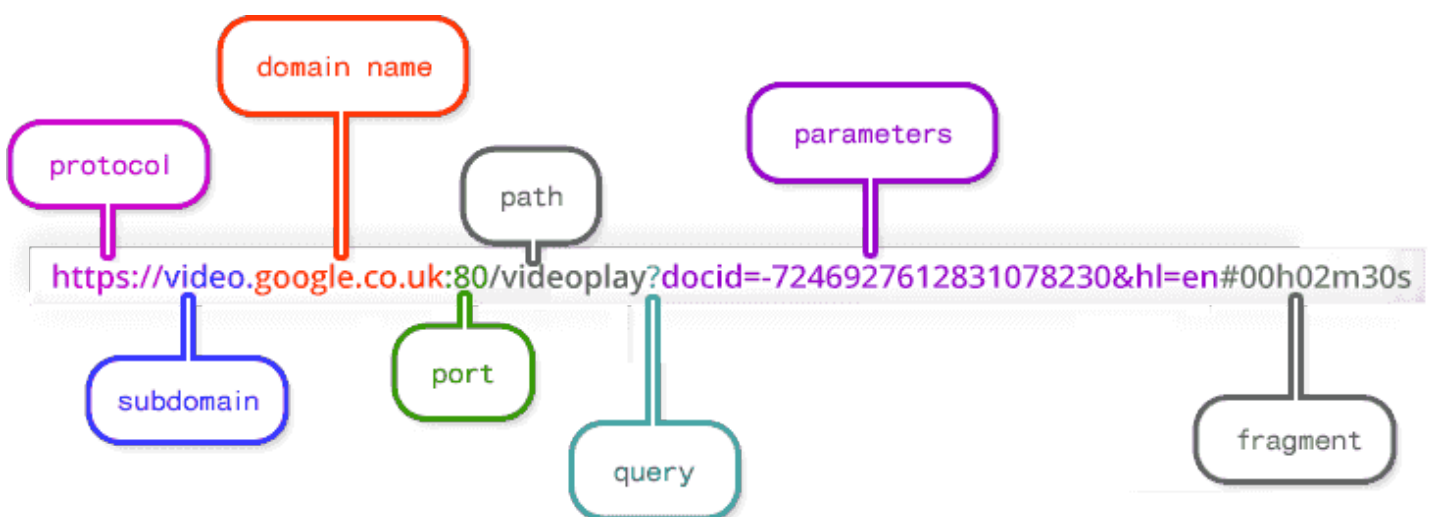 domain name
parameters
protocol
path
https://video.google.co.uk:80/videoplay?docid=-7246927612831078230&hl=en#00h02m30s
port
subdomain
fragment
query